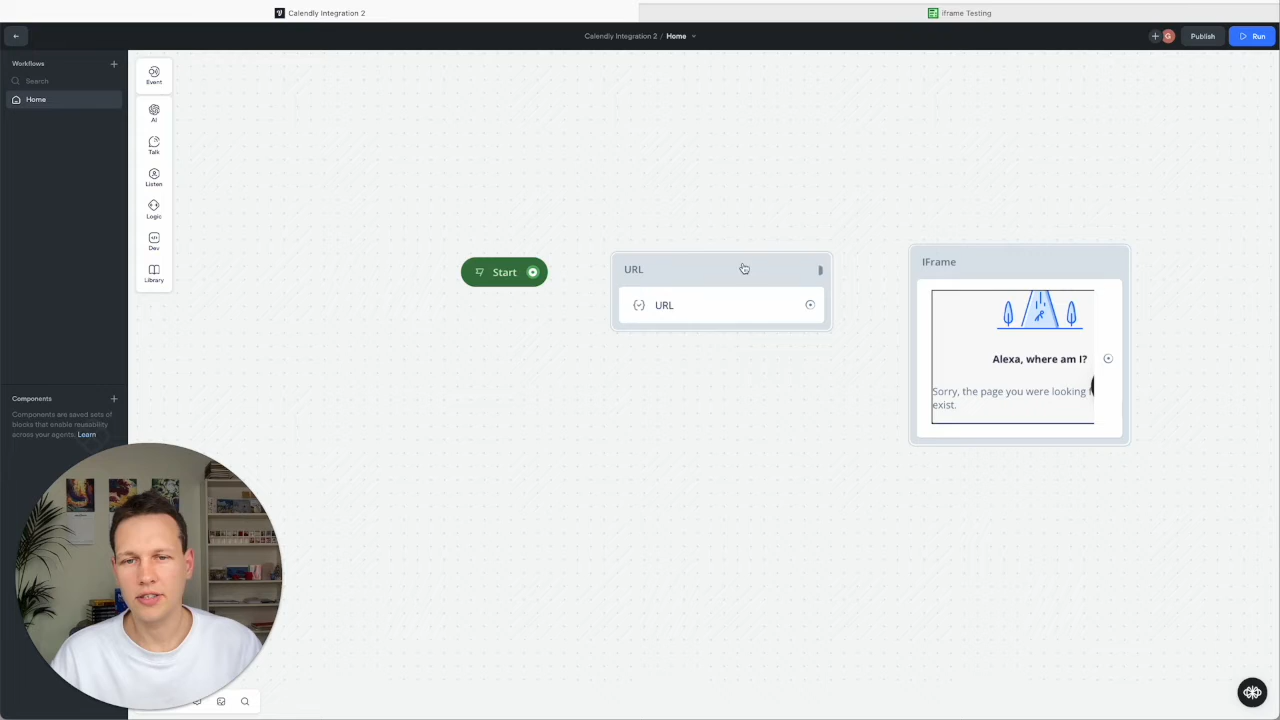 Calendly Integration 2
iframe Testing
Calendly Integration 2 / Home
G
Publish
Run
Workflows
Search
Home
Event
AI
Talk
Listen
Logic
Dev
Library
Start
URL
URL
IFrame
Alexa, where am I?
Sorry, the page you were looking
exist.
Components
Components are saved sets of
blocks that enable reusability
across your agents. Learn